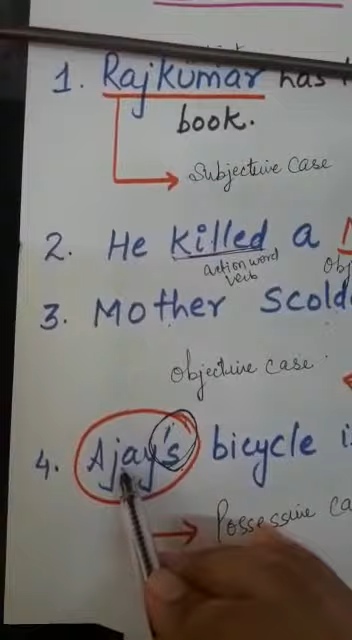 1. Rajkumar has
book.
Subjective case
2. He killed a
action word
verb
3. Mother Scold
Objective case
4. Ajay's bicycle
Possessive